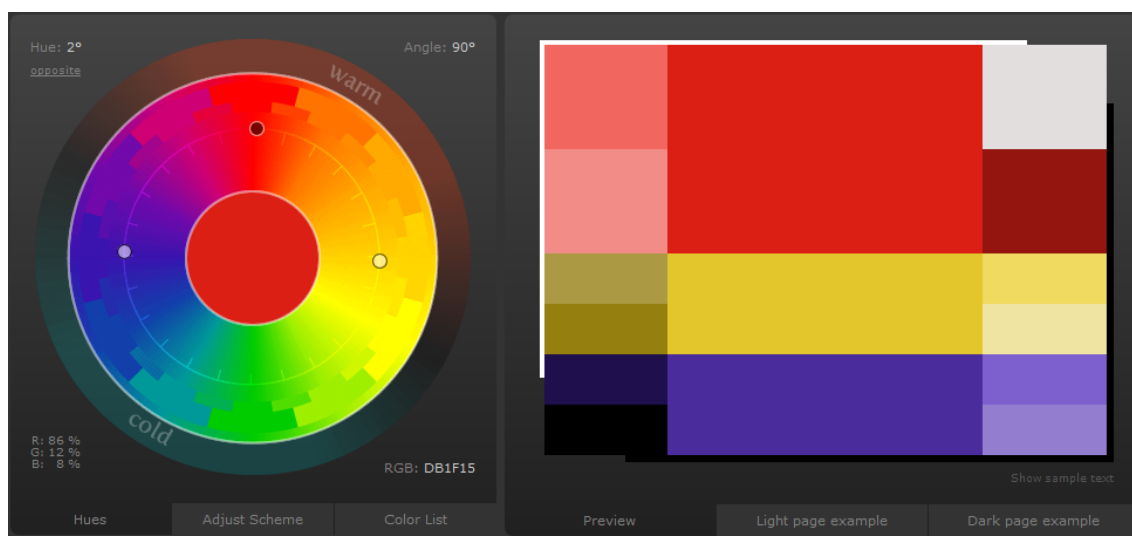 Hue: 2°
Angle: 90°
opposite
warm
cold
R: 86 %
G: 12 %
B: 8 %
RGB: DB1F15
Hues
Adjust Scheme
Color List
Show sample text
Preview
Light page example
Dark page example